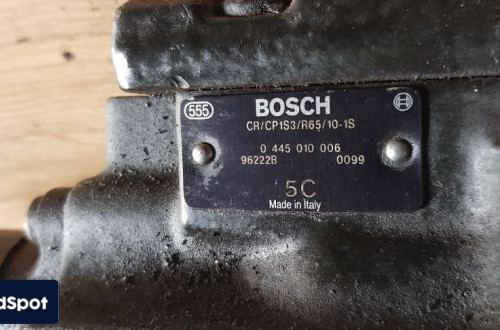 555
BOSCH
CR/CP1S3/R65/10-1S
0 445 010 006
96222B 0099
5C
Made in Italy
dSpot